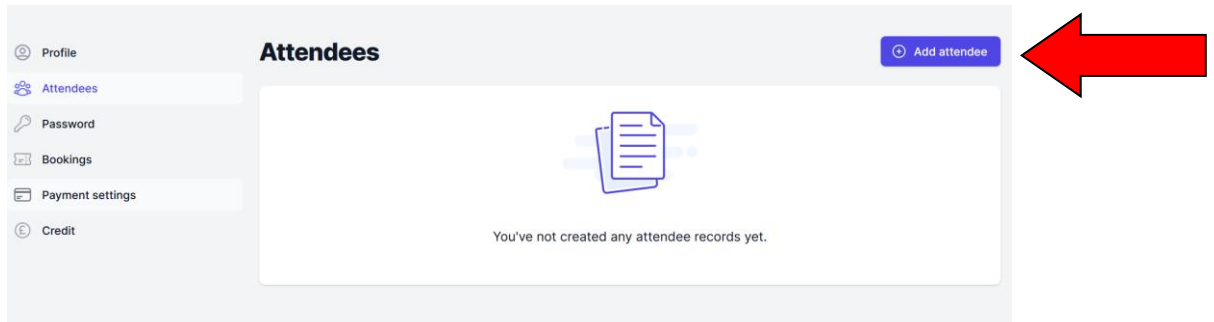 Profile
Attendees
Password
Bookings
Payment settings
Credit
Attendees
Add attendee
You've not created any attendee records yet.